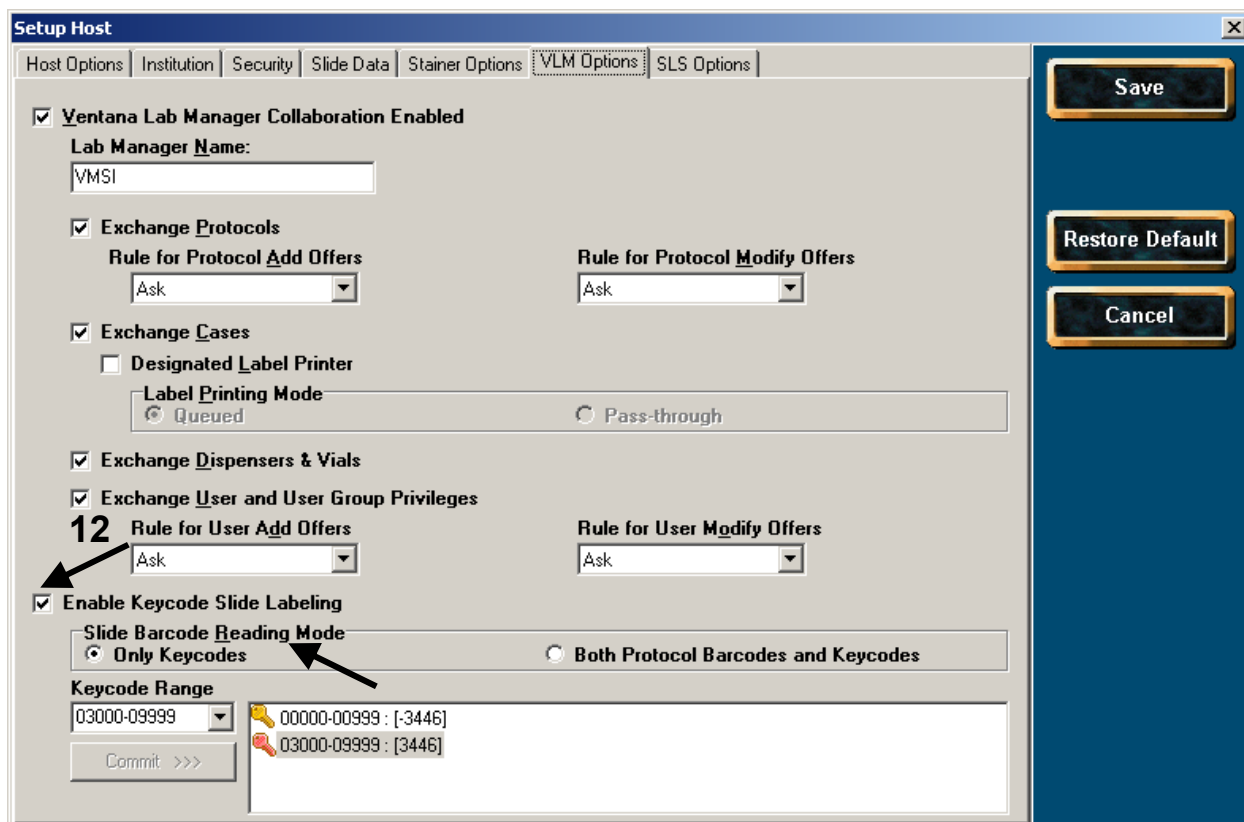 Setup Host
Host Options Institution Security Slide Data Stainer Options VLM Options SLS Options
Save
Ventana Lab Manager Collaboration Enabled
Lab Manager Name:
VMSI
Exchange Protocols
Restore Default
Rule for Protocol Add Offers Rule for Protocol Modify Offers
Ask Ask
Cancel
Exchange Cases
Designated Label Printer
Label Printing Mode
Queued Pass-through
Exchange Dispensers & Vials
Exchange User and User Group Privileges
12 Rule for User Add Offers Rule for User Modify Offers
Ask Ask
Enable Keycode Slide Labeling
Slide Barcode Reading Mode
Only Keycodes Both Protocol Barcodes and Keycodes
Keycode Range
03000-09999 00000-00999 : [-3446]
03000-09999 : [3446]
Commit >>>